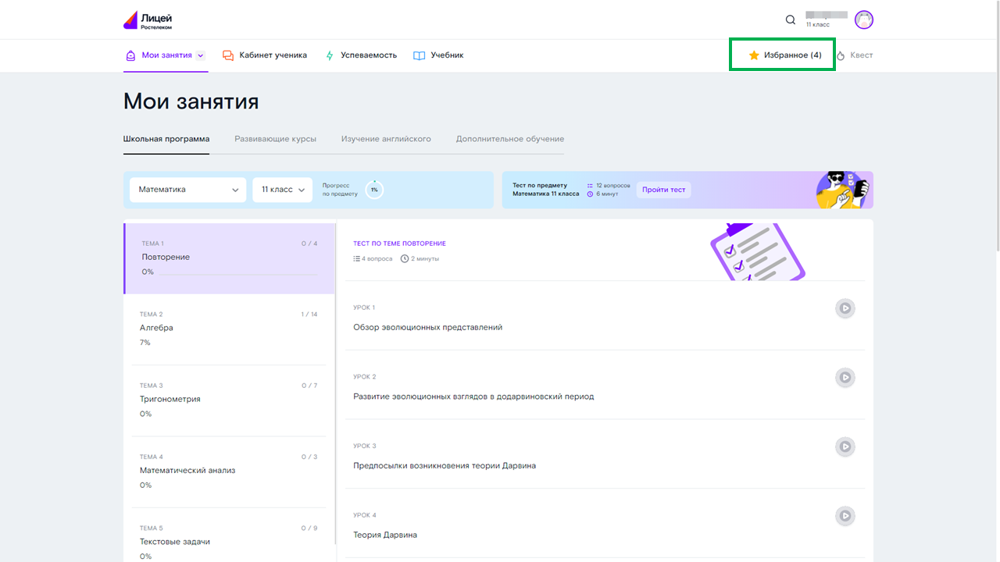 Лицей
Ростелеком
11 класс
Мои занятия
Кабинет ученика
Успеваемость
Учебник
Избранное (4)
Квест
Мои занятия
Школьная программа
Развивающие курсы
Изучение английского
Дополнительное обучение
Математика
11 класс
Прогресс
по предмету
1%
Тест по предмету
Математика 11 класса
12 вопросов
6 минут
Пройти тест
ТЕМА 1
0 / 4
Повторение
0%
ТЕМА 2
1 / 14
Алгебра
7%
ТЕМА 3
0 / 7
Тригонометрия
0%
ТЕМА 4
0 / 3
Математический анализ
0%
ТЕМА 5
0 / 9
Текстовые задачи
0%
ТЕСТ ПО ТЕМЕ ПОВТОРЕНИЕ
4 вопроса
2 минуты
УРОК 1
Обзор эволюционных представлений
УРОК 2
Развитие эволюционных взглядов в додарвиновский период
УРОК 3
Предпосылки возникновения теории Дарвина
УРОК 4
Теория Дарвина